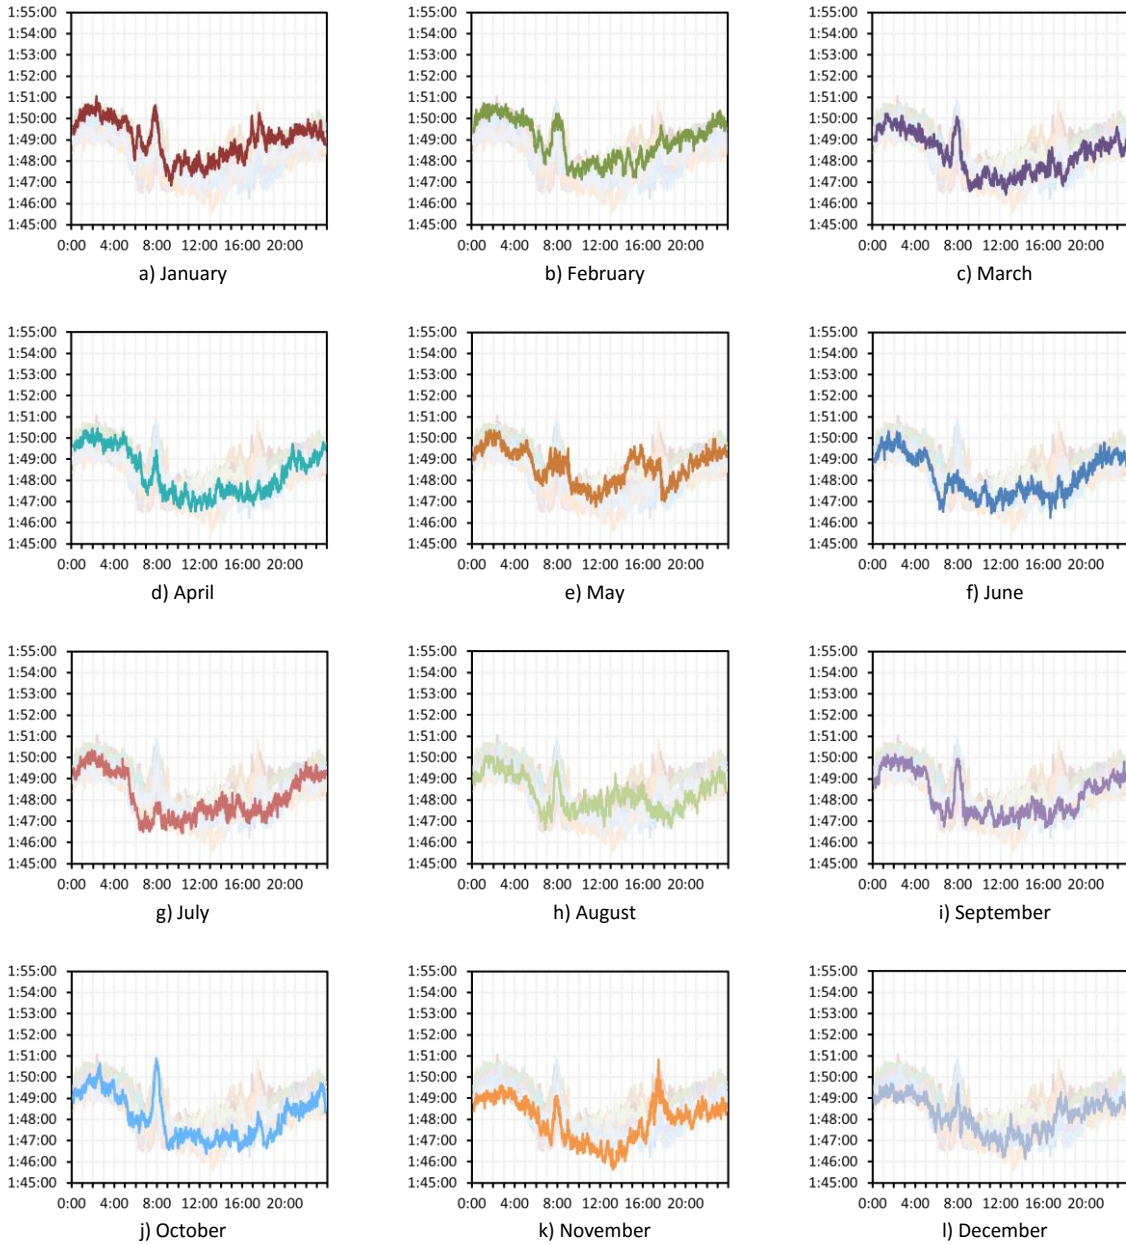 1:55:00 1:55:00 1:55:00
1:54:00 1:54:00 1:54:00
1:53:00 1:53:00 1:53:00
1:52:00 1:52:00 1:52:00
1:51:00 1:51:00 1:51:00
1:50:00 1:50:00 1:50:00
1:49:00 1:49:00 1:49:00
1:48:00 1:48:00 1:48:00
1:47:00 1:47:00 1:47:00
1:46:00 1:46:00 1:46:00
1:45:00 1:45:00 1:45:00
0:00 4:00 8:00 12:00 16:00 20:00 0:00 4:00 8:00 12:00 16:00 20:00 0:00 4:00 8:00 12:00 16:00 20:00
a) January b) February c) March
1:55:00 1:55:00 1:55:00
1:54:00 1:54:00 1:54:00
1:53:00 1:53:00 1:53:00
1:52:00 1:52:00 1:52:00
1:51:00 1:51:00 1:51:00
1:50:00 1:50:00 1:50:00
1:49:00 1:49:00 1:49:00
1:48:00 1:48:00 1:48:00
1:47:00 1:47:00 1:47:00
1:46:00 1:46:00 1:46:00
1:45:00 1:45:00 1:45:00
0:00 4:00 8:00 12:00 16:00 20:00 0:00 4:00 8:00 12:00 16:00 20:00 0:00 4:00 8:00 12:00 16:00 20:00
d) April e) May f) June
1:55:00 1:55:00 1:55:00
1:54:00 1:54:00 1:54:00
1:53:00 1:53:00 1:53:00
1:52:00 1:52:00 1:52:00
1:51:00 1:51:00 1:51:00
1:50:00 1:50:00 1:50:00
1:49:00 1:49:00 1:49:00
1:48:00 1:48:00 1:48:00
1:47:00 1:47:00 1:47:00
1:46:00 1:46:00 1:46:00
1:45:00 1:45:00 1:45:00
0:00 4:00 8:00 12:00 16:00 20:00 0:00 4:00 8:00 12:00 16:00 20:00 0:00 4:00 8:00 12:00 16:00 20:00
g) July h) August i) September
1:55:00 1:55:00 1:55:00
1:54:00 1:54:00 1:54:00
1:53:00 1:53:00 1:53:00
1:52:00 1:52:00 1:52:00
1:51:00 1:51:00 1:51:00
1:50:00 1:50:00 1:50:00
1:49:00 1:49:00 1:49:00
1:48:00 1:48:00 1:48:00
1:47:00 1:47:00 1:47:00
1:46:00 1:46:00 1:46:00
1:45:00 1:45:00 1:45:00
0:00 4:00 8:00 12:00 16:00 20:00 0:00 4:00 8:00 12:00 16:00 20:00 0:00 4:00 8:00 12:00 16:00 20:00
j) October k) November l) December